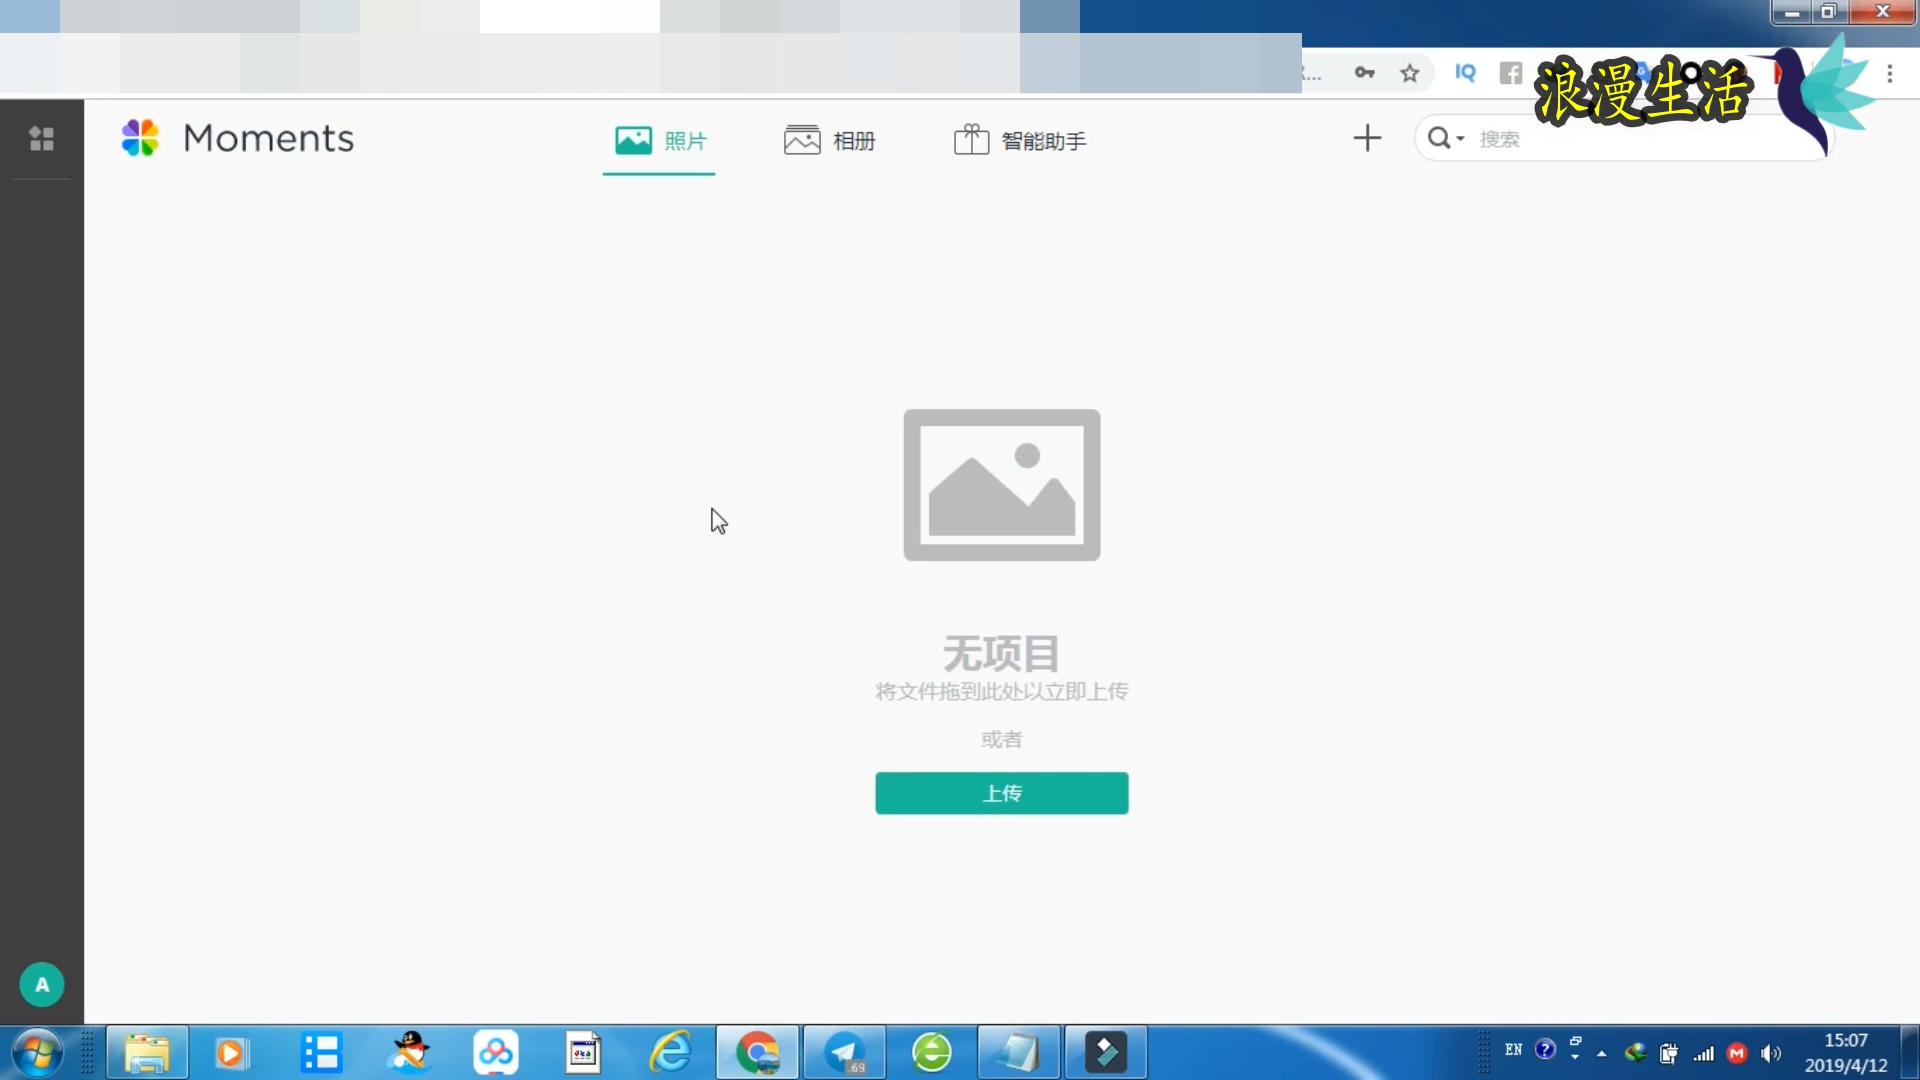 IQ
浪漫生活
Moments
照片
相册
智能助手
搜索
无项目
将文件拖到此处以立即上传
或者
上传
A
69
EN
15:07
2019/4/12